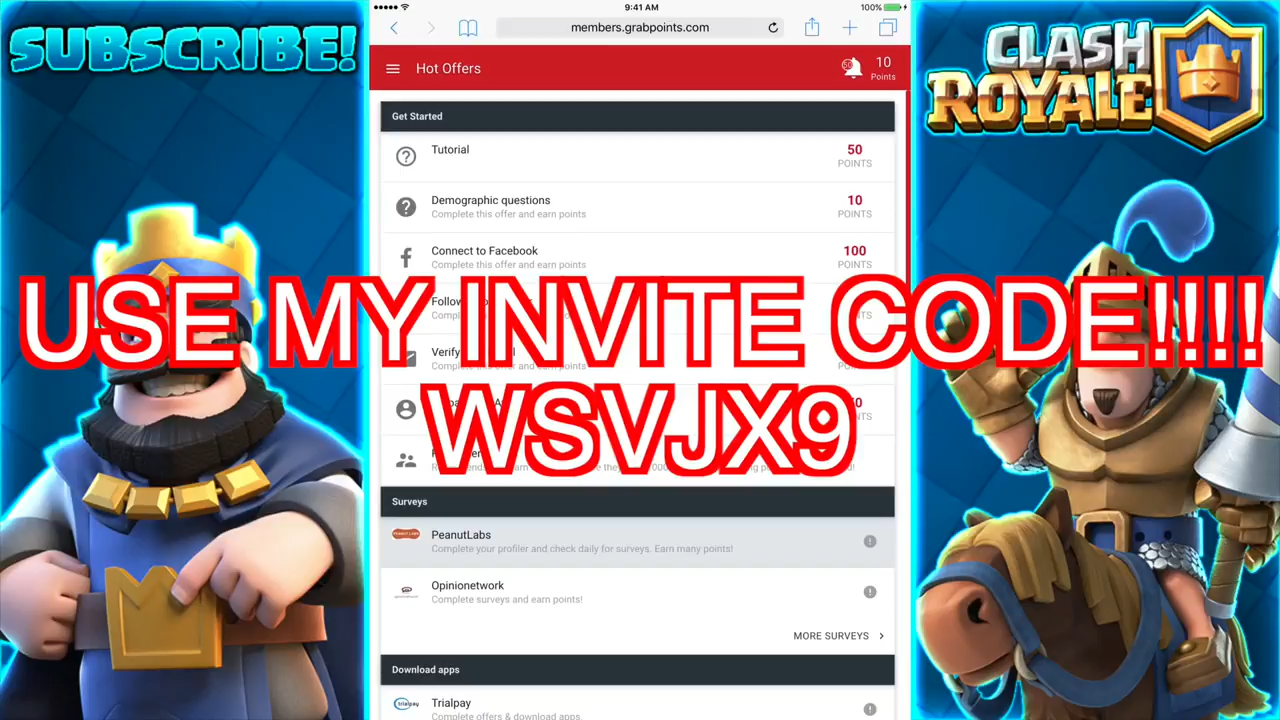 SUBSCRIBE!
9:41 AM
100%
members.grabpoints.com
CLASH
ROYALE
Hot Offers
10
Points
Get Started
Tutorial
50
POINTS
Demographic questions
Complete this offer and earn points
10
POINTS
Connect to Facebook
Complete this offer and earn points
100
POINTS
USE MY INVITE CODE!!!!
WSVJX9
Surveys
PeanutLabs
Complete your profiler and check daily for surveys. Earn many points!
Opinionetwork
Complete surveys and earn points!
MORE SURVEYS
Download apps
Trialpay
Complete offers & download apps.